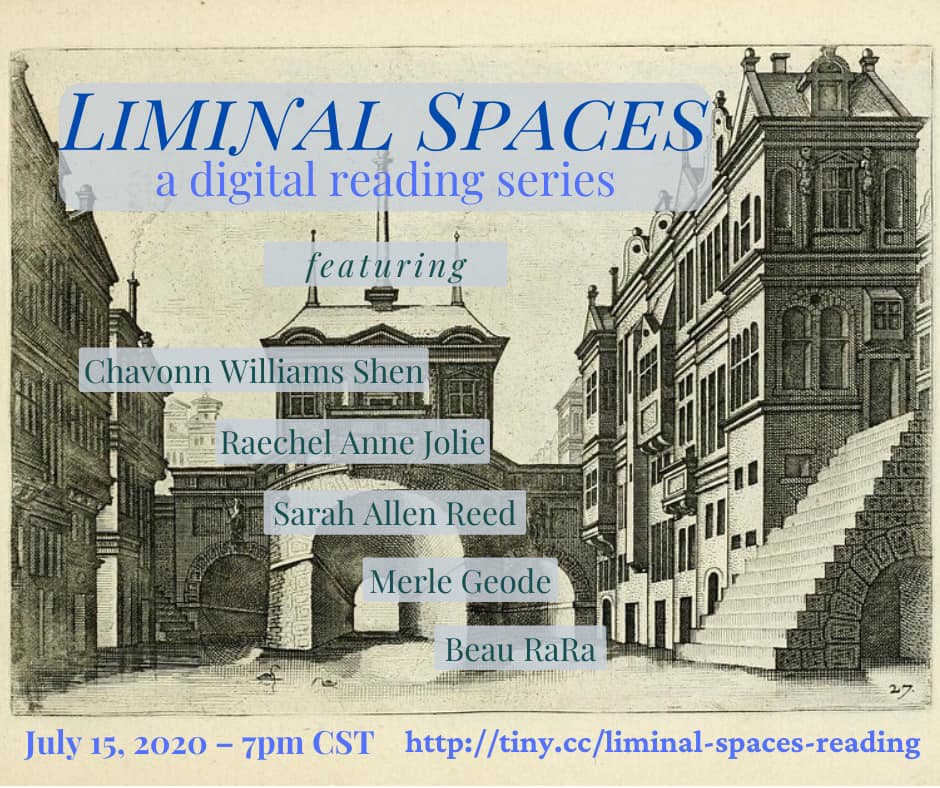 Liminal Spaces
a digital reading series
featuring
Chavonn Williams Shen
Raechel Anne Jolie
Sarah Allen Reed
Merle Geode
Beau RaRa
27.
July 15, 2020 – 7pm CST http://tiny.cc/liminal-spaces-reading